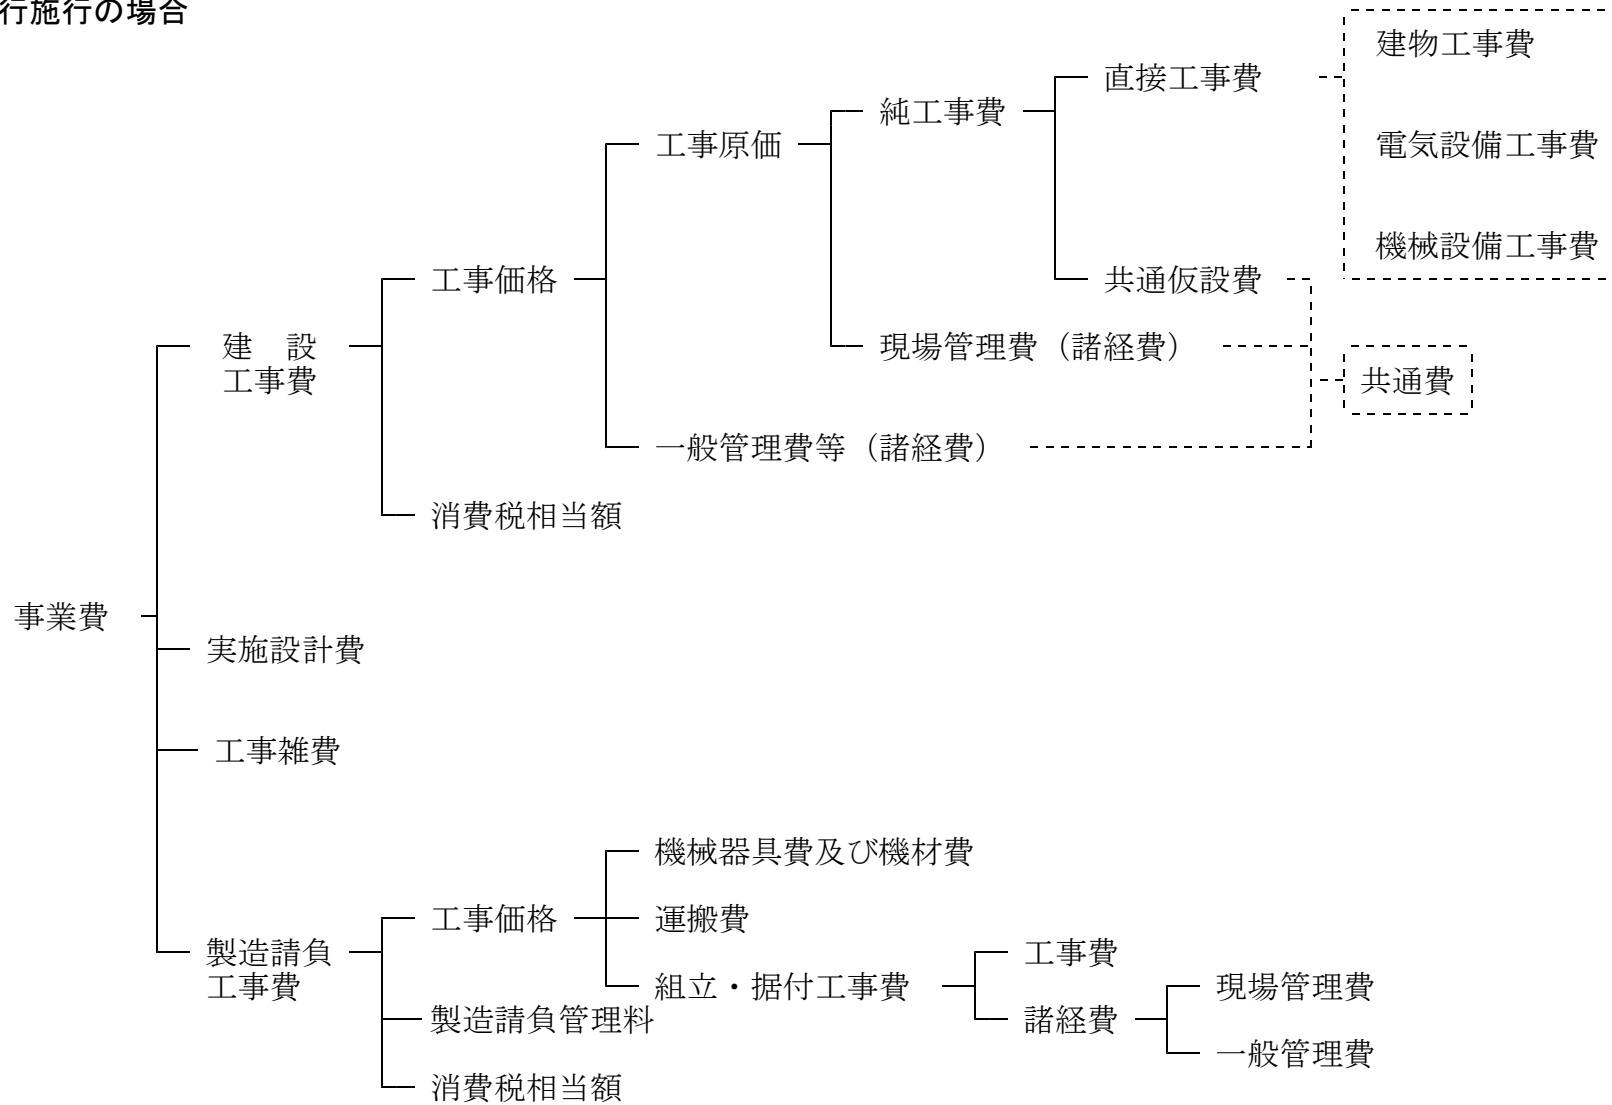 行施行の場合
建物工事費
直接工事費
純工事費
電気設備工事費
工事原価
機械設備工事費
工事価格
共通仮設費
建　設
工事費
現場管理費（諸経費）
共通費
一般管理費等（諸経費）
消費税相当額
事業費
実施設計費
工事雑費
機械器具費及び機材費
工事価格
運搬費
製造請負
工事費
工事費
組立・据付工事費
現場管理費
製造請負管理料
諸経費
一般管理費
消費税相当額